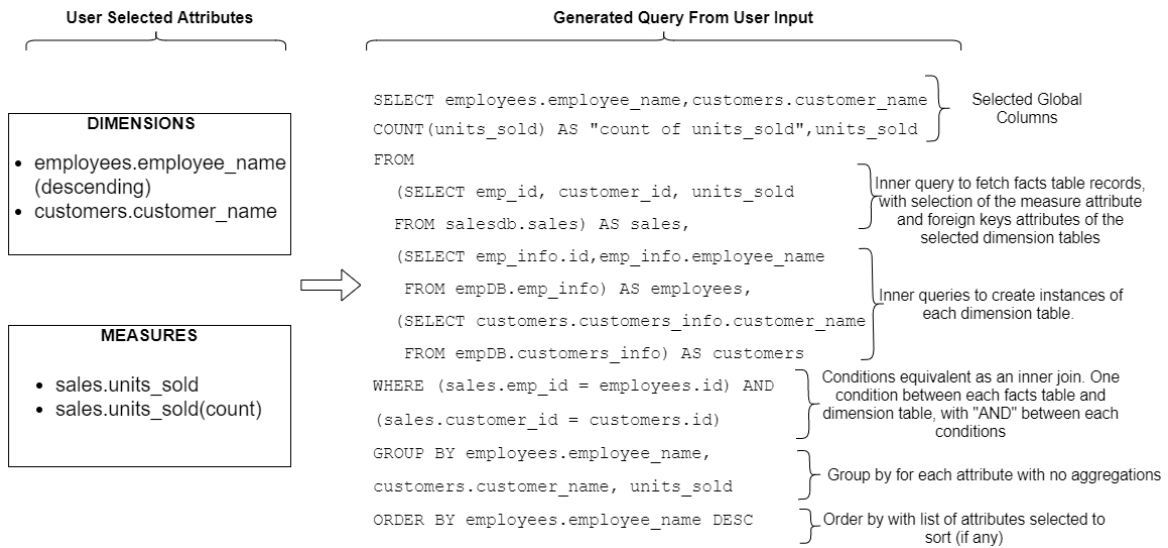 User Selected Attributes
Generated Query From User Input
DIMENSIONS
• employees.employee_name
(descending)
• customers.customer_name
MEASURES
• sales.units_sold
• sales.units_sold(count)
SELECT employees.employee_name,customers.customer_name
COUNT(units_sold) AS "count of units_sold",units_sold
FROM
(SELECT emp_id, customer_id, units_sold
FROM salesdb.sales) AS sales,
(SELECT emp_info.id,emp_info.employee_name
FROM empDB.emp_info) AS employees,
(SELECT customers.customers_info.customer_name
FROM empDB.customers_info) AS customers
WHERE (sales.emp_id = employees.id) AND
(sales.customer_id = customers.id)
GROUP BY employees.employee_name,
customers.customer_name, units_sold
ORDER BY employees.employee_name DESC
Selected Global
Columns
Inner query to fetch facts table records,
with selection of the measure attribute
and foreign keys attributes of the
selected dimension tables
Inner queries to create instances of
each dimension table.
Conditions equivalent as an inner join. One
condition between each facts table and
dimension table, with "AND" between each
conditions
Group by for each attribute with no aggregations
Order by with list of attributes selected to
sort (if any)